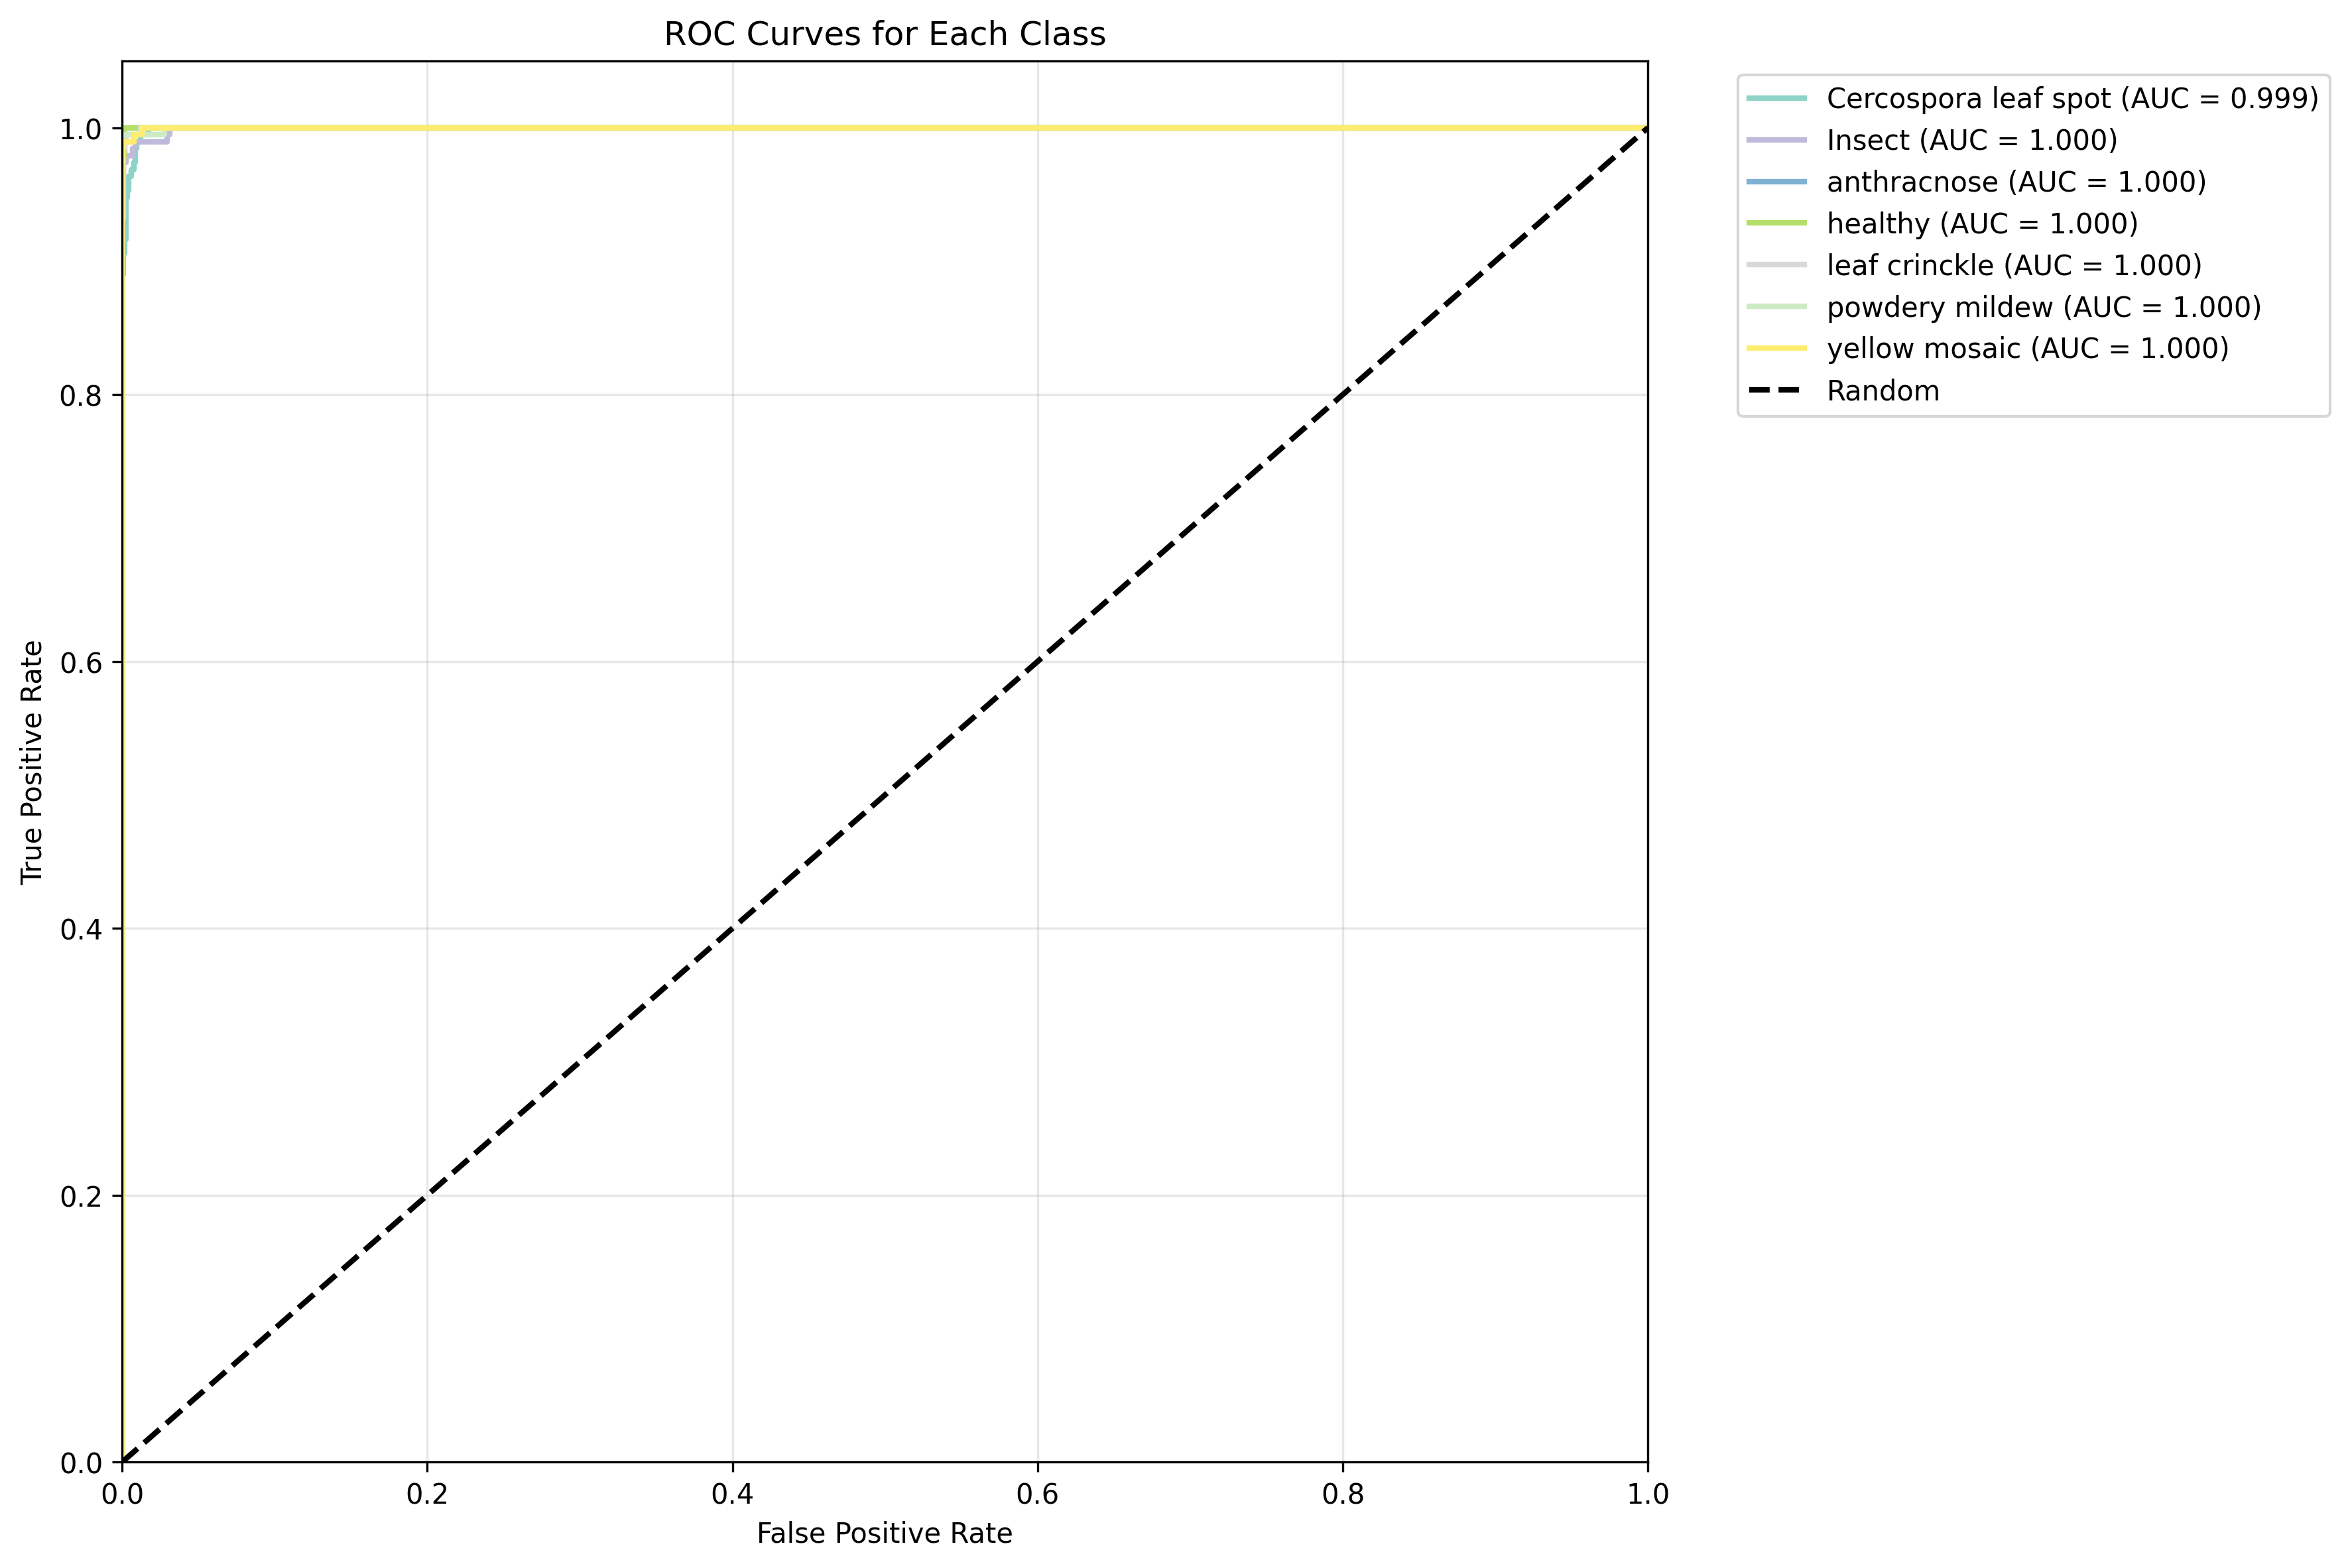 ROC Curves for Each Class
Cercospora leaf spot (AUC = 0.999)
Insect (AUC = 1.000)
anthracnose (AUC = 1.000)
healthy (AUC = 1.000)
leaf crinckle (AUC = 1.000)
powdery mildew (AUC = 1.000)
yellow mosaic (AUC = 1.000)
Random
True Positive Rate
1.0
0.8
0.6
0.4
0.2
0.0
0.0 0.2 0.4 0.6 0.8 1.0
False Positive Rate